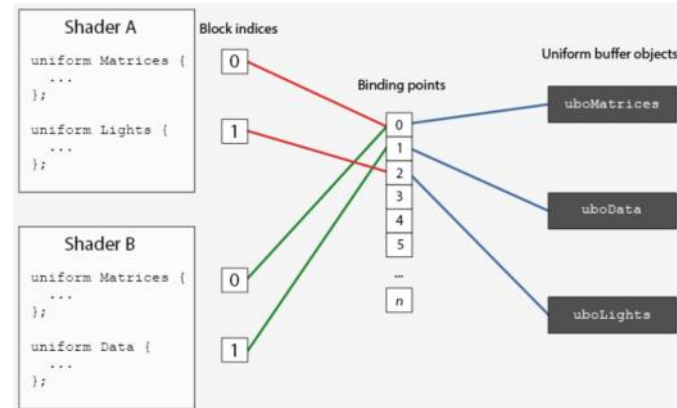 Shader A
uniform Matrices {
...
};
uniform Lights {
...
};
Shader B
uniform Matrices {
...
};
uniform Data {
...
};
Block indices
0
1
0
1
Binding points
0
1
2
3
4
5
...
n
Uniform buffer objects
uboMatrices
uboData
uboLights